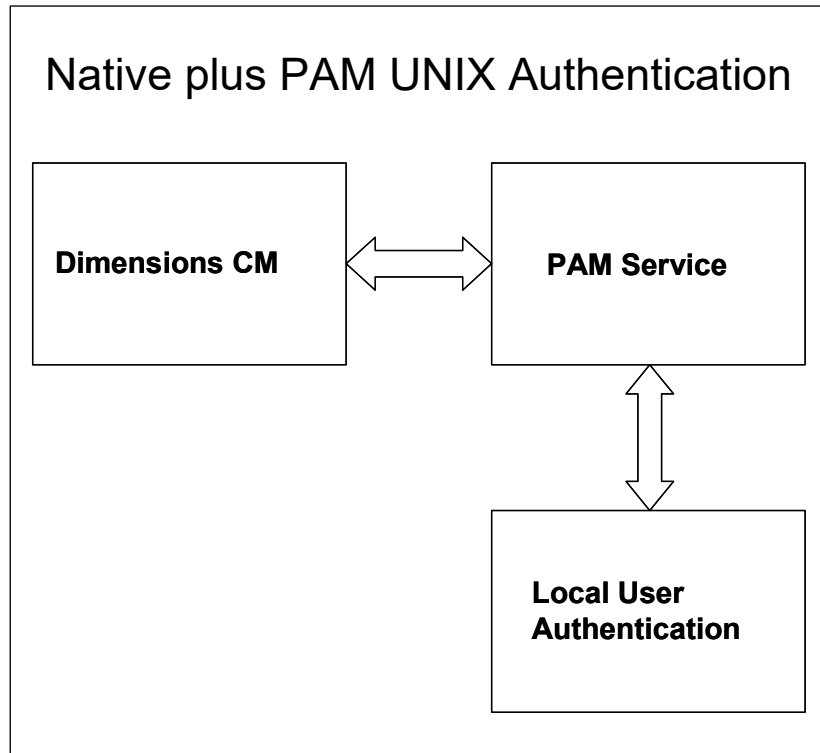 Native plus PAM UNIX Authentication
Dimensions CM
PAM Service
Local User
Authentication